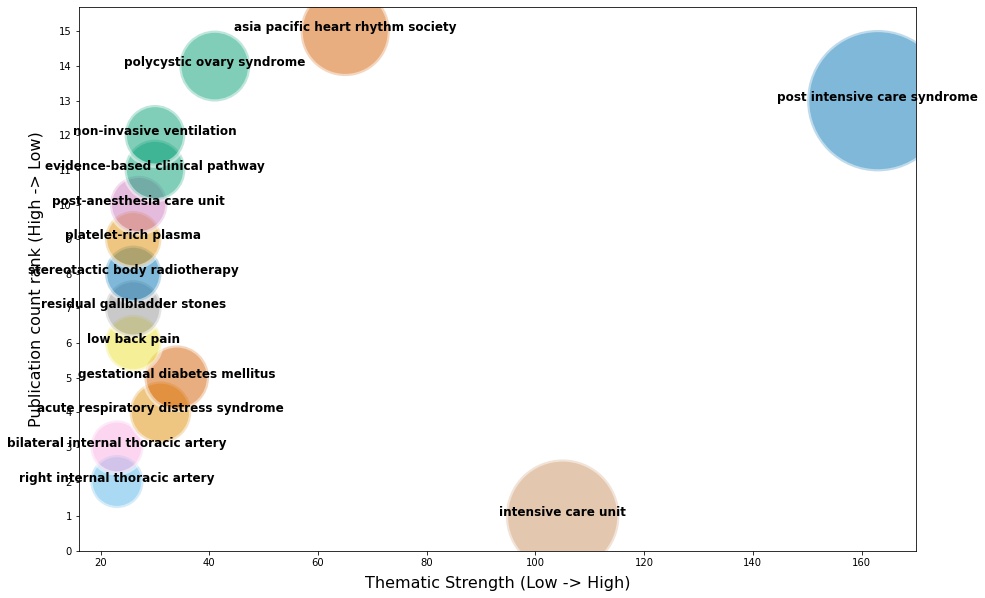 15
asia pacific heart rhythm society
14
polycystic ovary syndrome
13
post intensive care syndrome
12
non-invasive ventilation
11
evidence-based clinical pathway
10
post-anesthesia care unit
9
platelet-rich plasma
8
stereotactic body radiotherapy
7
residual gallbladder stones
6
low back pain
5
gestational diabetes mellitus
4
acute respiratory distress syndrome
3
bilateral internal thoracic artery
2
right internal thoracic artery
1
intensive care unit
0
Publication count rank (High -> Low)
20 40 60 80 100 120 140 160
Thematic Strength (Low -> High)